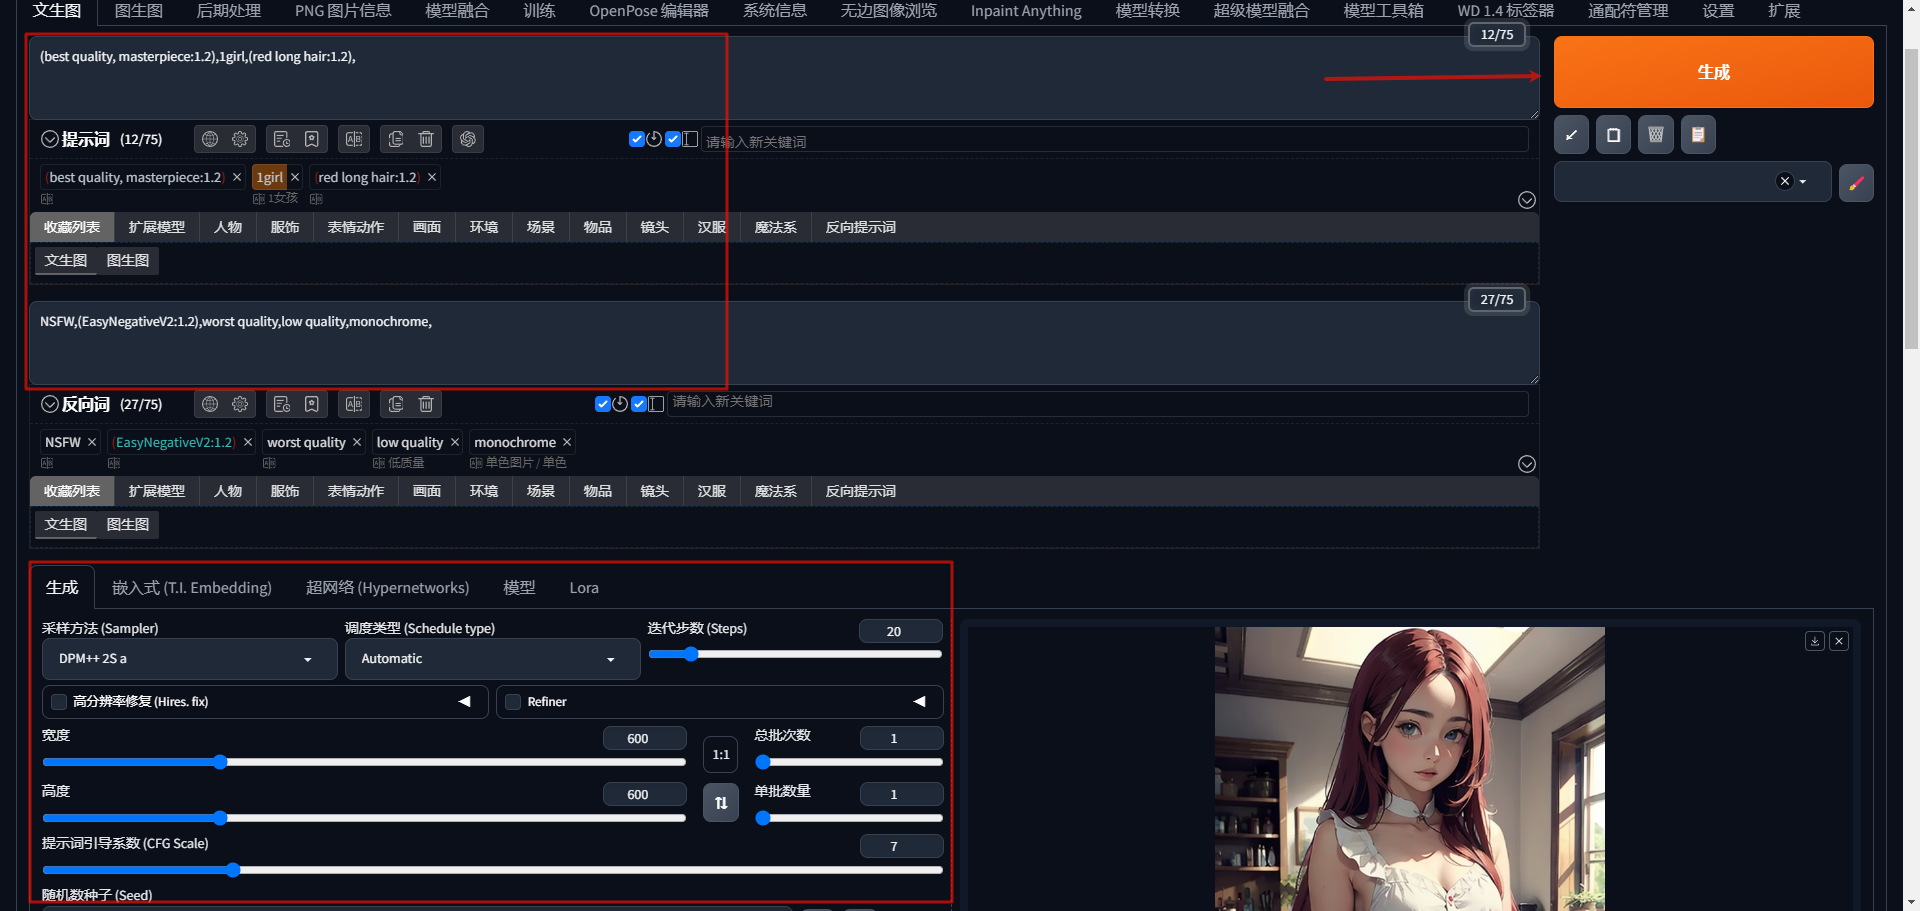 文生图 图生图 后期处理 PNG 图片信息 模型融合 训练 OpenPose 编辑器 系统信息 无边图像浏览 Inpaint Anything 模型转换 超级模型融合 模型工具箱 WD 1.4 标签器 通配符管理 设置 扩展
12/75
(best quality, masterpiece:1.2),1girl,(red long hair:1.2),
生成
提示词 (12/75) 请输入新关键词
(best quality, masterpiece:1.2) × 1girl × (red long hair:1.2) ×
1女孩
收藏列表 扩展模型 人物 服饰 表情动作 画面 环境 场景 物品 镜头 汉服 魔法系 反向提示词
文生图 图生图
27/75
NSFW,(EasyNegativeV2:1.2),worst quality,low quality,monochrome,
反向词 (27/75) 请输入新关键词
NSFW × (EasyNegativeV2:1.2) × worst quality × low quality × monochrome ×
低质量 单色图片 / 单色
收藏列表 扩展模型 人物 服饰 表情动作 画面 环境 场景 物品 镜头 汉服 魔法系 反向提示词
文生图 图生图
生成 嵌入式 (T.I. Embedding) 超网络 (Hypernetworks) 模型 Lora
采样方法 (Sampler) 调度类型 (Schedule type) 迭代步数 (Steps) 20
DPM++ 2S a Automatic
高分辨率修复 (Hires. fix) Refiner
宽度 600 1:1 总批次数 1
高度 600 单批数量 1
提示词引导系数 (CFG Scale) 7
随机数种子 (Seed)